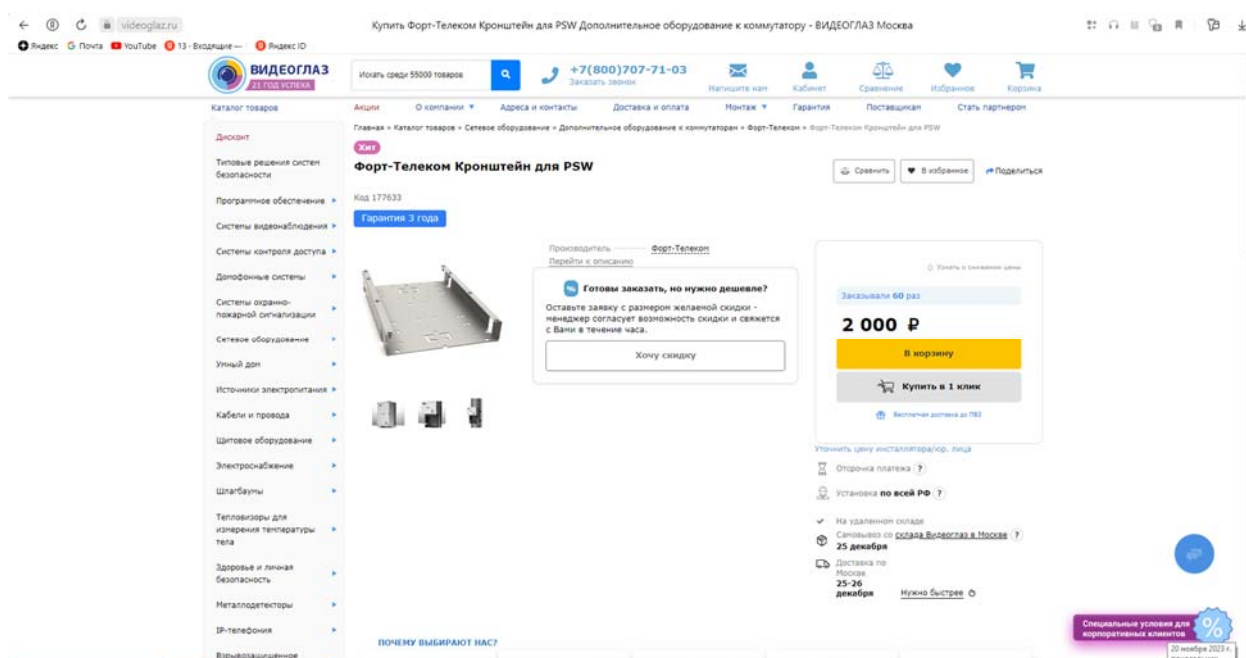 videoglaz.ru
Купить Форт-Телеком Кронштейн для PSW Дополнительное оборудование к коммутатору - ВИДЕОГЛАЗ Москва
Яндекс
Почта
YouTube
13 · Входящие —
Яндекс ID
ВИДЕОГЛАЗ
21 ГОД УСПЕХА
Искать среди 55000 товаров
+7(800)707-71-03
Заказать звонок
Напишите нам
Кабинет
Сравнение
Избранное
Корзина
Каталог товаров
Акции
О компании
Адреса и контакты
Доставка и оплата
Монтаж
Гарантия
Поставщикам
Стать партнером
Главная » Каталог товаров » Сетевое оборудование » Дополнительное оборудование к коммутаторам » Форт-Телеком » Форт-Телеком Кронштейн для PSW
Дисконт
Типовые решения систем
безопасности
Программное обеспечение
Системы видеонаблюдения
Системы контроля доступа
Домофонные системы
Системы охранно-
пожарной сигнализации
Сетевое оборудование
Умный дом
Источники электропитания
Кабели и провода
Щитовое оборудование
Электроснабжение
Шлагбаумы
Тепловизоры для
измерения температуры
тела
Здоровье и личная
безопасность
Металлодетекторы
IP-телефония
Взрывозащищенное
Хит
Форт-Телеком Кронштейн для PSW
Сравнить
В избранное
Поделиться
Код 177633
Гарантия 3 года
Производитель
Форт-Телеком
Перейти к описанию
Готовы заказать, но нужно дешевле?
Оставьте заявку с размером желаемой скидки -
менеджер согласует возможность скидки и свяжется
с Вами в течение часа.
Хочу скидку
Узнать о снижении цены
Заказывали 60 раз
2 000 ₽
В корзину
Купить в 1 клик
Бесплатная доставка до ПВЗ
Уточнить цену инсталлятора/юр. лица
Отсрочка платежа ?
Установка по всей РФ ?
На удаленном складе
Самовывоз со склада Видеоглаз в Москве ?
25 декабря
Доставка по
Москве
25-26
декабря
Нужно быстрее
ПОЧЕМУ ВЫБИРАЮТ НАС?
Специальные условия для
корпоративных клиентов
%
20 ноября 2023 г.